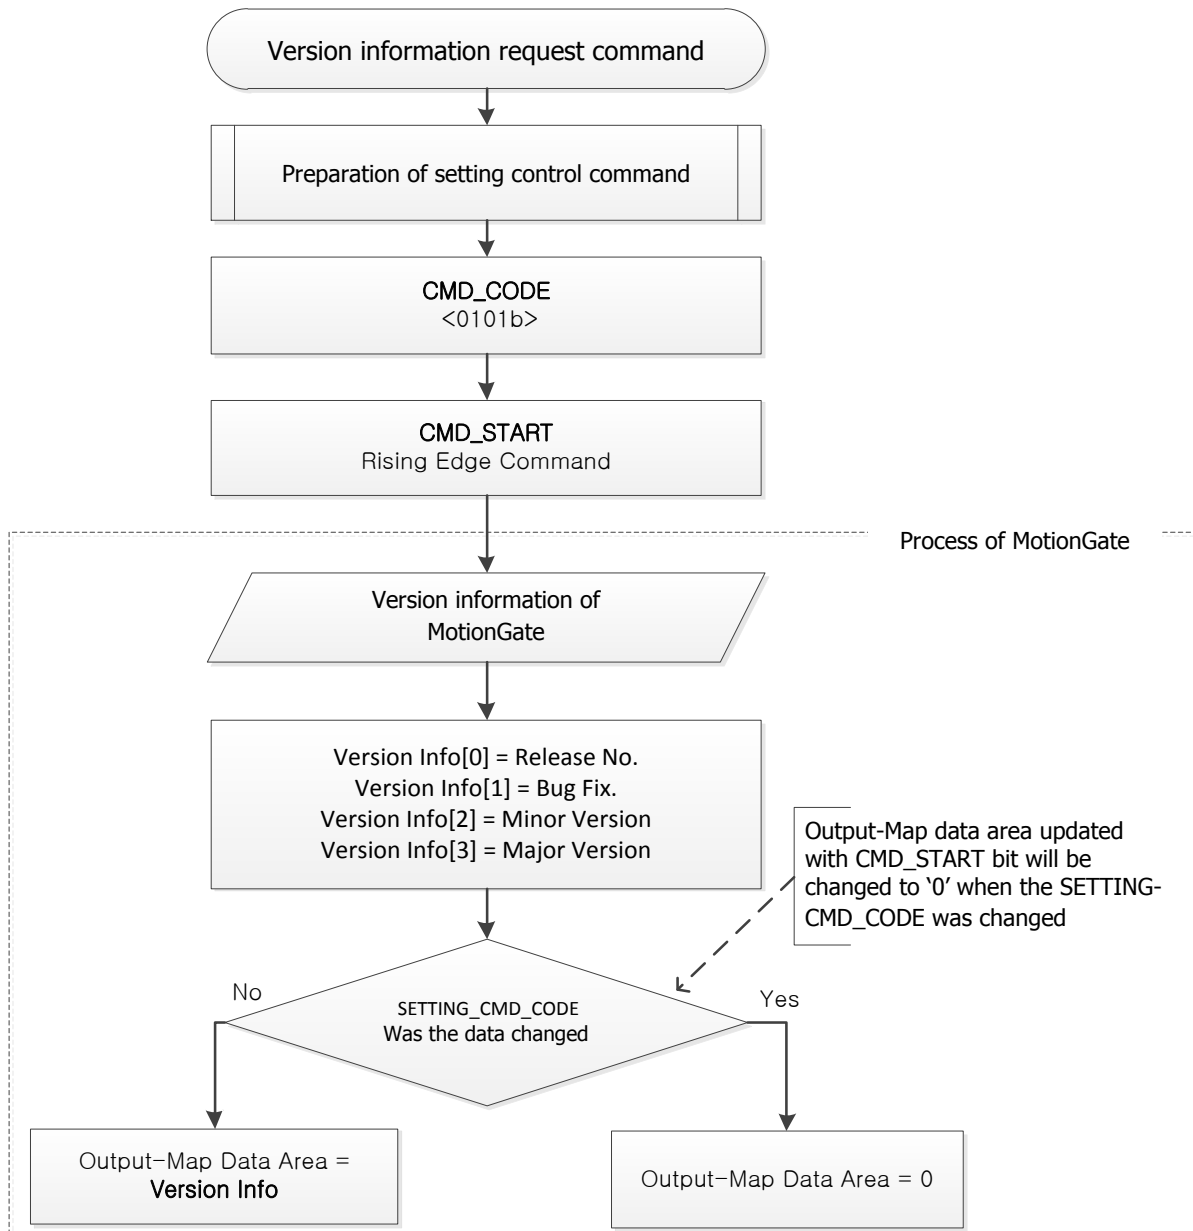 Version information request command
Preparation of setting control command
CMD_CODE
<0101b>
CMD_START
Rising Edge Command
Process of MotionGate
Version information of
MotionGate
Version Info[0] = Release No.
Version Info[1] = Bug Fix.
Version Info[2] = Minor Version
Version Info[3] = Major Version
Output-Map data area updated
with CMD_START bit will be
changed to ‘0’ when the SETTING-
CMD_CODE was changed
No
Yes
SETTING_CMD_CODE
Was the data changed
Output-Map Data Area =
Version Info
Output-Map Data Area = 0